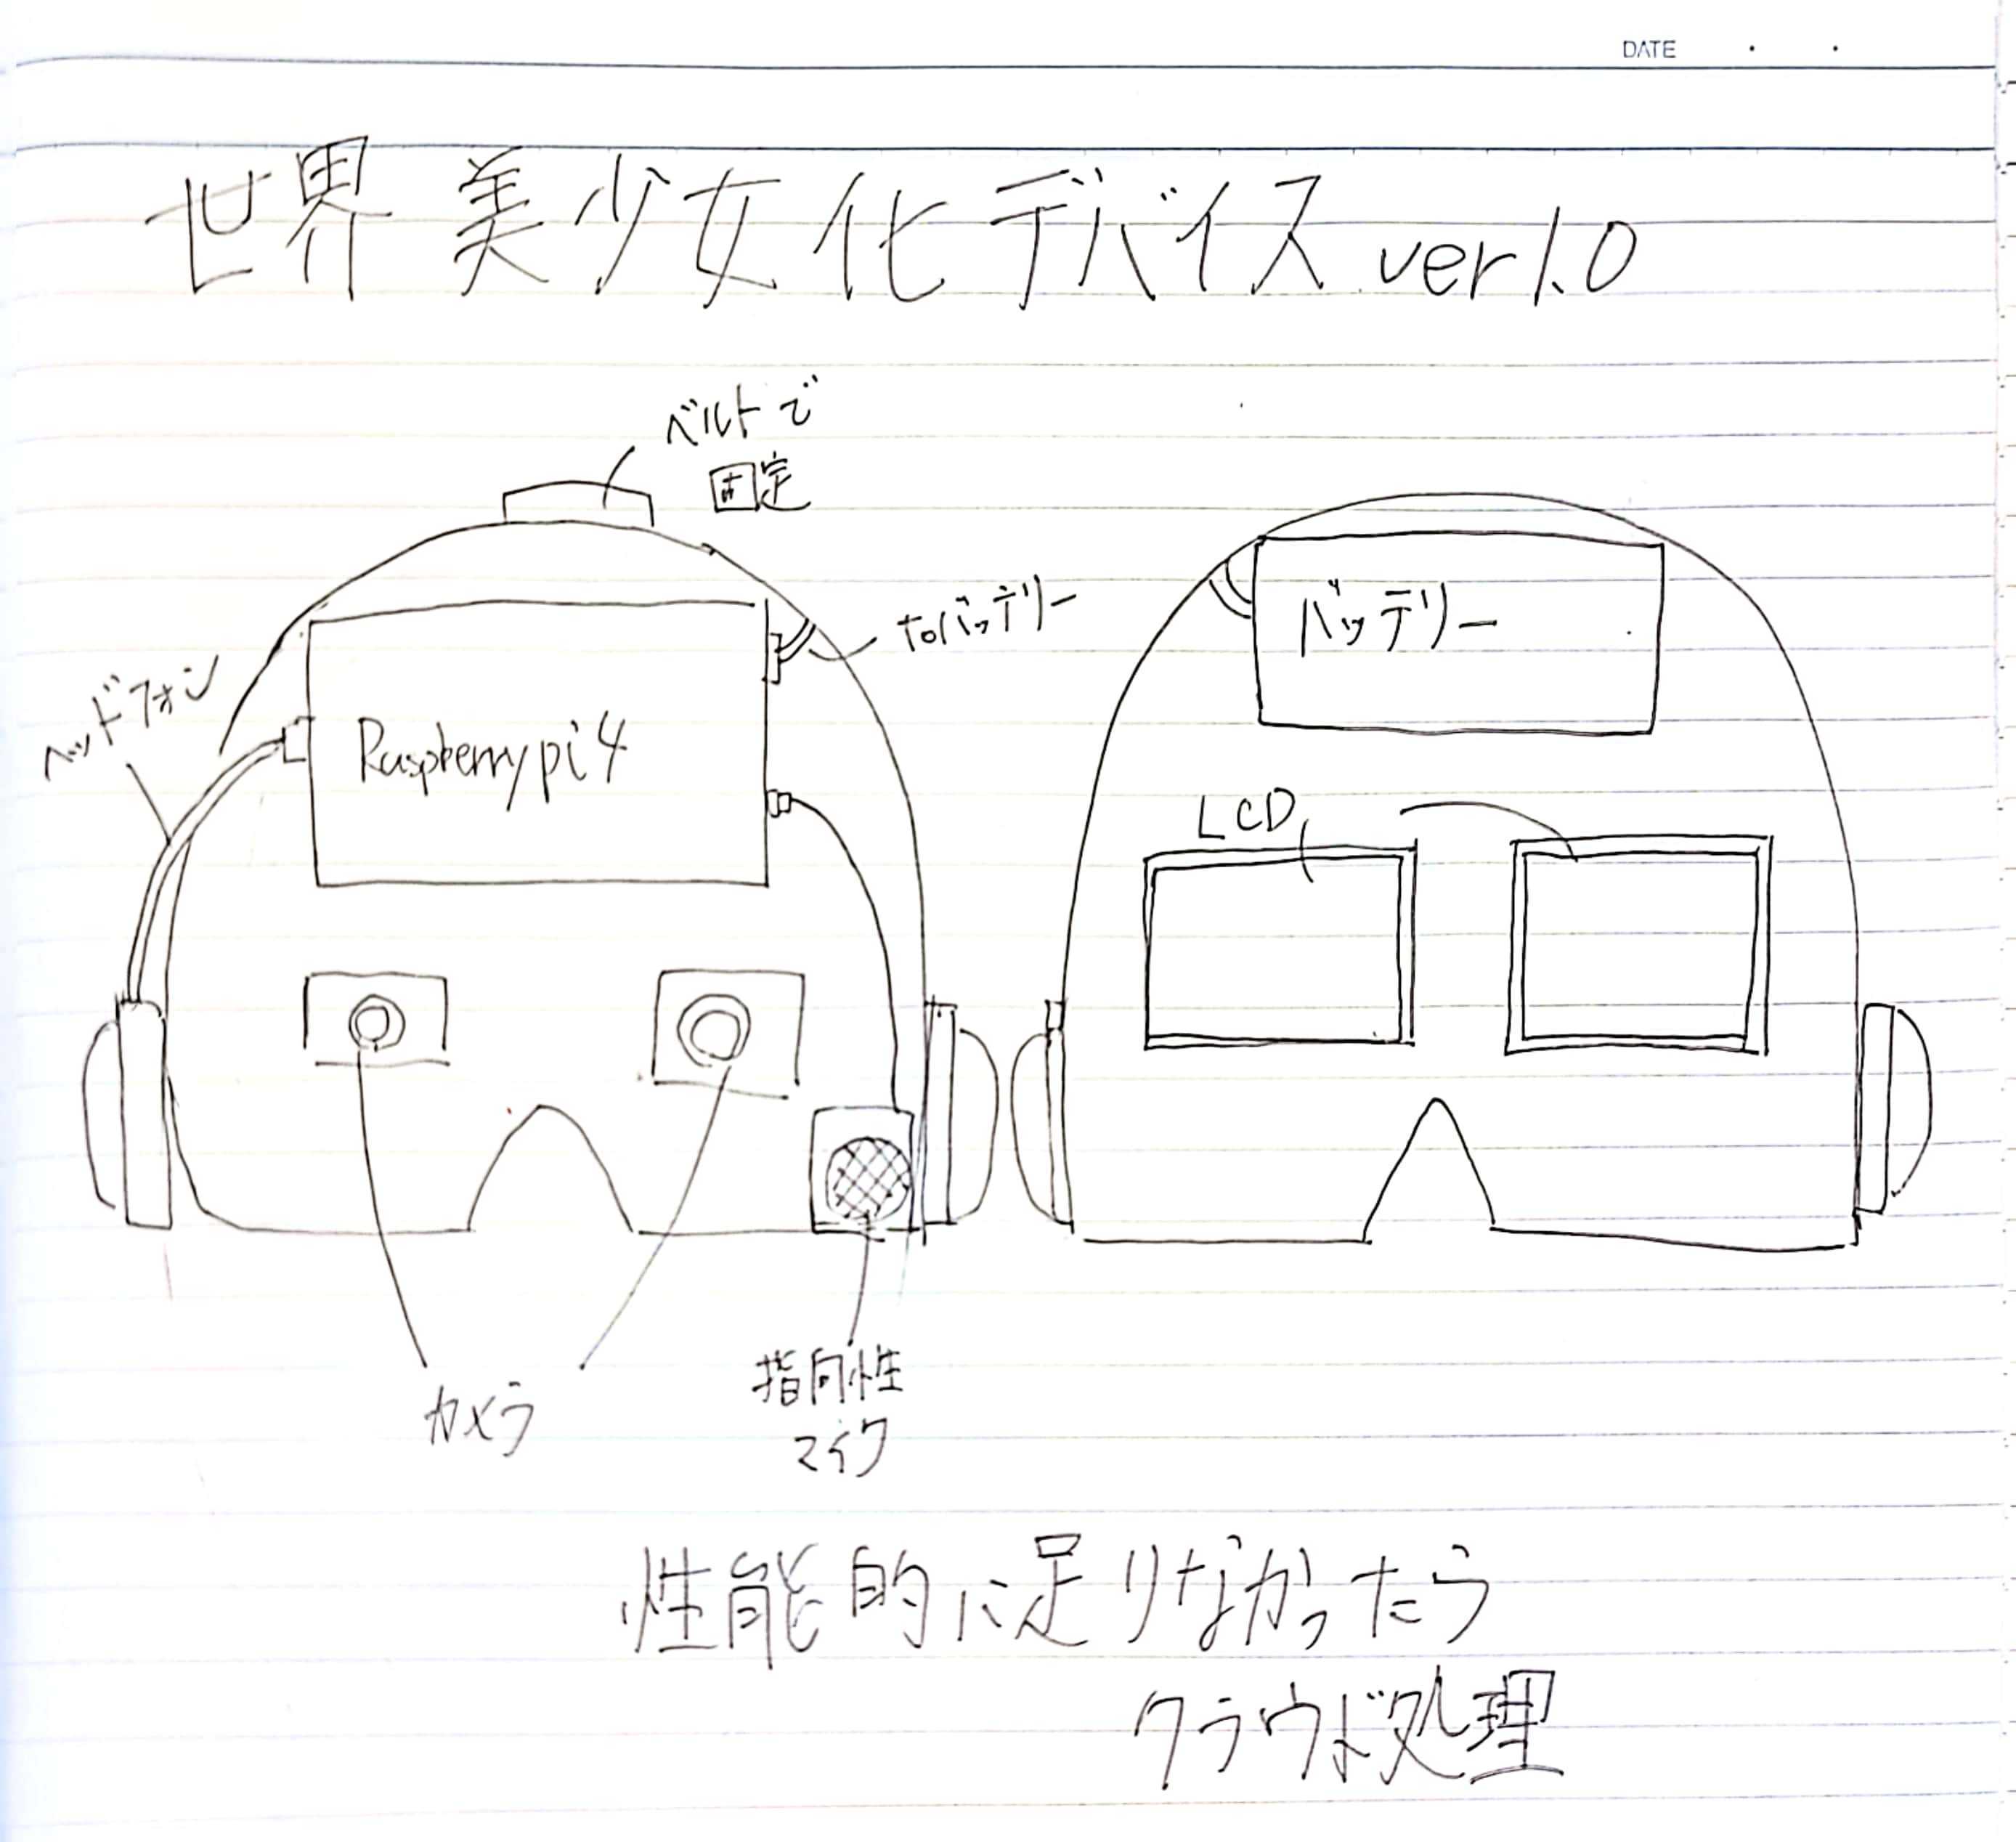 DATE
世界美少女化デバイス ver1.0
ベルトで
固定
toバッテリー
ヘッドフォン
Raspberrypi4
バッテリー
LCD
カメラ
指向性
マイク
性能的に足りなかったら
クラウド処理